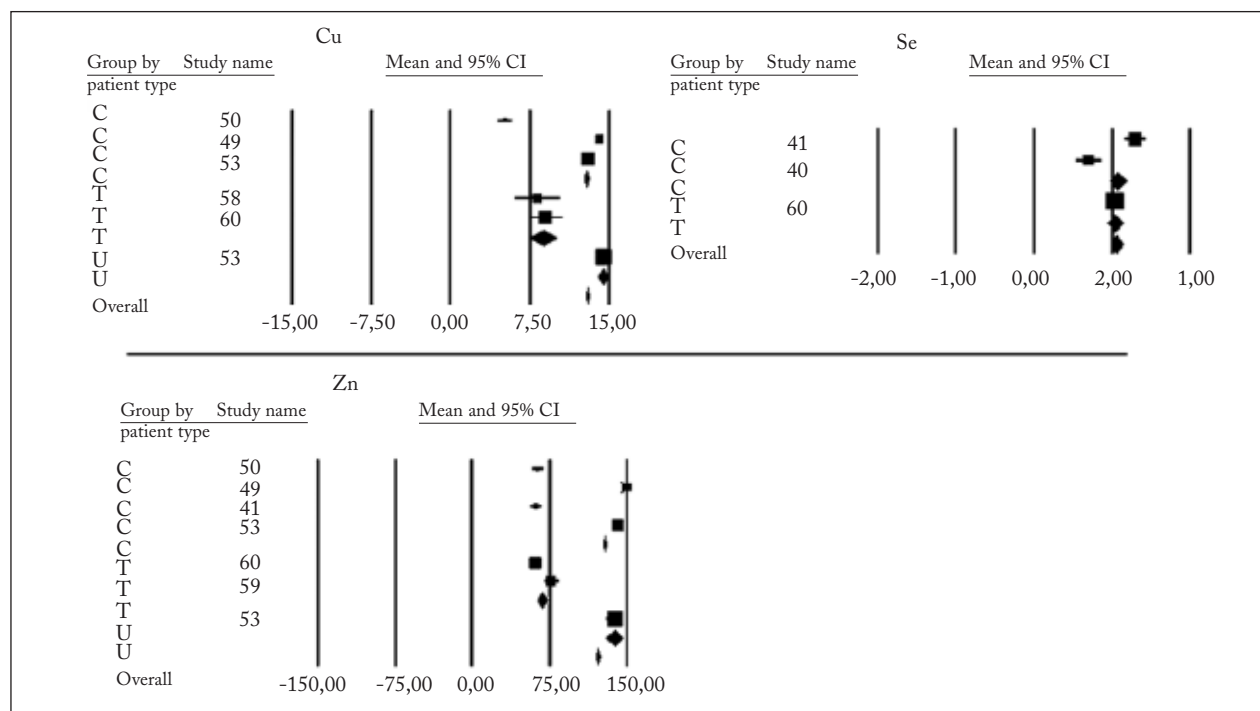 Cu
Group by Study name Mean and 95% CI
patient type
C
50
C
49
C
53
C
T
58
T
60
T
U
53
U
Overall
-15,00 -7,50 0,00 7,50 15,00
Se
Group by Study name Mean and 95% CI
patient type
C 41
C 40
C
T 60
T
Overall
-2,00 -1,00 0,00 2,00 1,00
Zn
Group by Study name Mean and 95% CI
patient type
C 50
C 49
C 41
C 53
C
T 60
T 59
T
U 53
U
Overall
-150,00 -75,00 0,00 75,00 150,00